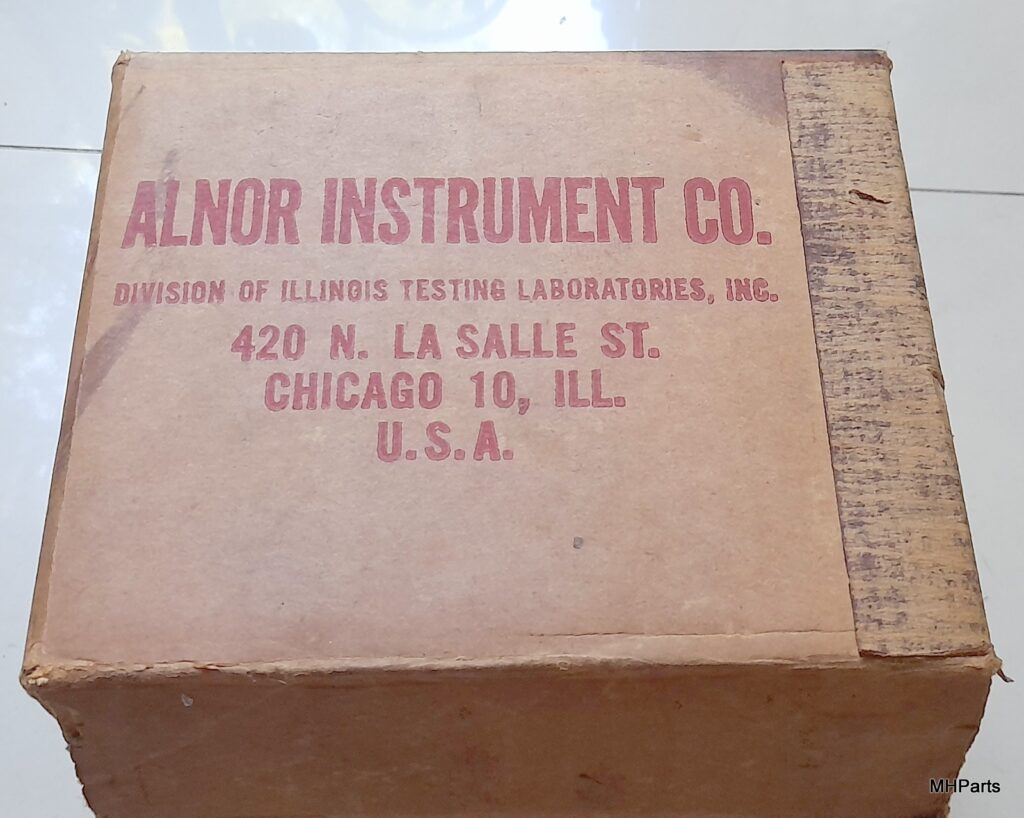 ALNOR INSTRUMENT CO.
DIVISION OF ILLINOIS TESTING LABORATORIES, INC.
420 N. LA SALLE ST.
CHICAGO 10, ILL.
U.S.A.
MHParts